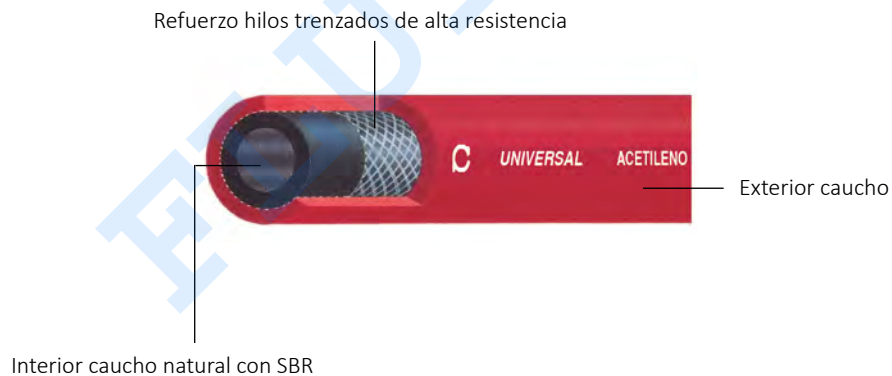 Refuerzo hilos trenzados de alta resistencia
UNIVERSAL ACETILENO
Exterior caucho
Interior caucho natural con SBR